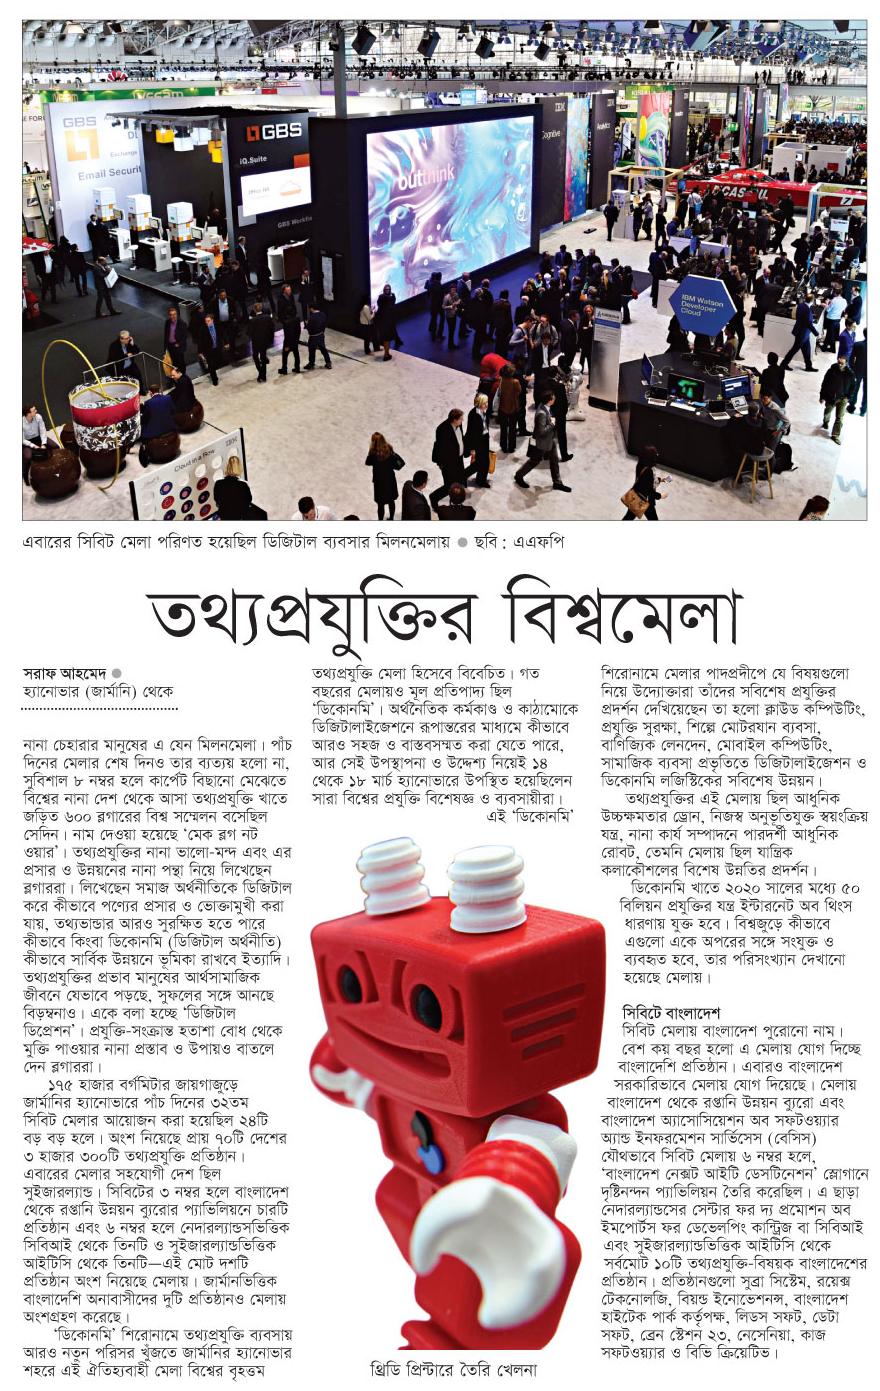 GBS
Email Securit
GBS
iQ.Suite
GBS Workflo
outthink
Cognitive
IBM
Analytics
IBM Watson
Developer
Cloud
Cloud in a Row
IBM
এবারের সিবিট মেলা পরিণত হয়েছিল ডিজিটাল ব্যবসার মিলনমেলায় ● ছবি : এএফপি
তথ্যপ্রযুক্তির বিশ্বমেলা
সরাফ আহমেদ ●
হ্যানোভার (জার্মানি) থেকে
নানা চেহারার মানুষের এ যেন মিলনমেলা। পাঁচ
দিনের মেলার শেষ দিনও তার ব্যত্যয় হলো না,
সুবিশাল ৮ নম্বর হলে কার্পেট বিছানো মেঝেতে
বিশ্বের নানা দেশ থেকে আসা তথ্যপ্রযুক্তি খাতে
জড়িত ৬০০ ব্লগারের বিশ্ব সম্মেলন বসেছিল
সেদিন। নাম দেওয়া হয়েছে ‘মেক ব্লগ নট
ওয়ার’। তথ্যপ্রযুক্তির নানা ভালো-মন্দ এবং এর
প্রসার ও উন্নয়নের নানা পন্থা নিয়ে লিখেছেন
ব্লগাররা। লিখেছেন সমাজ অর্থনীতিকে ডিজিটাল
করে কীভাবে পণ্যের প্রসার ও ভোক্তামুখী করা
যায়, তথ্যভান্ডার আরও সুরক্ষিত হতে পারে
কীভাবে কিংবা ডিকোনমি (ডিজিটাল অর্থনীতি)
কীভাবে সার্বিক উন্নয়নে ভূমিকা রাখবে ইত্যাদি।
তথ্যপ্রযুক্তির প্রভাব মানুষের আর্থসামাজিক
জীবনে যেভাবে পড়ছে, সুফলের সঙ্গে আনছে
বিড়ম্বনাও। একে বলা হচ্ছে ‘ডিজিটাল
ডিপ্রেশন’। প্রযুক্তি-সংক্রান্ত হতাশা বোধ থেকে
মুক্তি পাওয়ার নানা প্রস্তাব ও উপায়ও বাতলে
দেন ব্লগাররা।
১৭৫ হাজার বর্গমিটার জায়গাজুড়ে
জার্মানির হ্যানোভারে পাঁচ দিনের ৩২তম
সিবিট মেলার আয়োজন করা হয়েছিল ২৪টি
বড় বড় হলে। অংশ নিয়েছে প্রায় ৭০টি দেশের
৩ হাজার ৩০০টি তথ্যপ্রযুক্তি প্রতিষ্ঠান।
এবারের মেলার সহযোগী দেশ ছিল
সুইজারল্যান্ড। সিবিটের ৩ নম্বর হলে বাংলাদেশ
থেকে রপ্তানি উন্নয়ন ব্যুরোর প্যাভিলিয়নে চারটি
প্রতিষ্ঠান এবং ৬ নম্বর হলে নেদারল্যান্ডসভিত্তিক
সিবিআই থেকে তিনটি ও সুইজারল্যান্ডভিত্তিক
আইটিসি থেকে তিনটি—এই মোট দশটি
প্রতিষ্ঠান অংশ নিয়েছে মেলায়। জার্মানভিত্তিক
বাংলাদেশি অনাবাসীদের দুটি প্রতিষ্ঠানও মেলায়
অংশগ্রহণ করেছে।
‘ডিকোনমি’ শিরোনামে তথ্যপ্রযুক্তি ব্যবসায়
আরও নতুন পরিসর খুঁজতে জার্মানির হ্যানোভার
শহরে এই ঐতিহ্যবাহী মেলা বিশ্বের বৃহত্তম
তথ্যপ্রযুক্তি মেলা হিসেবে বিবেচিত। গত
বছরের মেলায়ও মূল প্রতিপাদ্য ছিল
‘ডিকোনমি’। অর্থনৈতিক কর্মকাণ্ড ও কাঠামোকে
ডিজিটালাইজেশনে রূপান্তরের মাধ্যমে কীভাবে
আরও সহজ ও বাস্তবসম্মত করা যেতে পারে,
আর সেই উপস্থাপনা ও উদ্দেশ্য নিয়েই ১৪
থেকে ১৮ মার্চ হ্যানোভারে উপস্থিত হয়েছিলেন
সারা বিশ্বের প্রযুক্তি বিশেষজ্ঞ ও ব্যবসায়ীরা।
এই ‘ডিকোনমি’
থ্রিডি প্রিন্টারে তৈরি খেলনা
শিরোনামে মেলার পাদপ্রদীপে যে বিষয়গুলো
নিয়ে উদ্যোক্তারা তাঁদের সবিশেষ প্রযুক্তির
প্রদর্শন দেখিয়েছেন তা হলো ক্লাউড কম্পিউটিং,
প্রযুক্তি সুরক্ষা, শিল্পে মোটরযান ব্যবসা,
বাণিজ্যিক লেনদেন, মোবাইল কম্পিউটিং,
সামাজিক ব্যবসা প্রভৃতিতে ডিজিটালাইজেশন ও
ডিকোনমি লজিস্টিকের সবিশেষ উন্নয়ন।
তথ্যপ্রযুক্তির এই মেলায় ছিল আধুনিক
উচ্চক্ষমতার ড্রোন, নিজস্ব অনুভূতিযুক্ত স্বয়ংক্রিয়
যন্ত্র, নানা কার্য সম্পাদনে পারদর্শী আধুনিক
রোবট, তেমনি মেলায় ছিল যান্ত্রিক
কলাকৌশলের বিশেষ উন্নতির প্রদর্শন।
ডিকোনমি খাতে ২০২০ সালের মধ্যে ৫০
বিলিয়ন প্রযুক্তির যন্ত্র ইন্টারনেট অব থিংস
ধারণায় যুক্ত হবে। বিশ্বজুড়ে কীভাবে
এগুলো একে অপরের সঙ্গে সংযুক্ত ও
ব্যবহৃত হবে, তার পরিসংখ্যান দেখানো
হয়েছে মেলায়।
সিবিটে বাংলাদেশ
সিবিট মেলায় বাংলাদেশ পুরোনো নাম।
বেশ কয় বছর হলো এ মেলায় যোগ দিচ্ছে
বাংলাদেশি প্রতিষ্ঠান। এবারও বাংলাদেশ
সরকারিভাবে মেলায় যোগ দিয়েছে। মেলায়
বাংলাদেশ থেকে রপ্তানি উন্নয়ন ব্যুরো এবং
বাংলাদেশ অ্যাসোসিয়েশন অব সফটওয়্যার
অ্যান্ড ইনফরমেশন সার্ভিসেস (বেসিস)
যৌথভাবে সিবিট মেলায় ৬ নম্বর হলে,
‘বাংলাদেশ নেক্সট আইটি ডেসটিনেশন’ স্লোগানে
দৃষ্টিনন্দন প্যাভিলিয়ন তৈরি করেছিল। এ ছাড়া
নেদারল্যান্ডসের সেন্টার ফর দ্য প্রমোশন অব
ইমপোর্টস ফর ডেভেলপিং কান্ট্রিজ বা সিবিআই
এবং সুইজারল্যান্ডভিত্তিক আইটিসি থেকে
সর্বমোট ১০টি তথ্যপ্রযুক্তি-বিষয়ক বাংলাদেশের
প্রতিষ্ঠান। প্রতিষ্ঠানগুলো সুব্রা সিস্টেম, রয়েক্স
টেকনোলজি, বিয়ন্ড ইনোভেশনস, বাংলাদেশ
হাইটেক পার্ক কর্তৃপক্ষ, লিডস সফট, ডেটা
সফট, ব্রেন স্টেশন ২৩, নেসেনিয়া, কাজ
সফটওয়্যার ও বিভি ক্রিয়েটিভ।